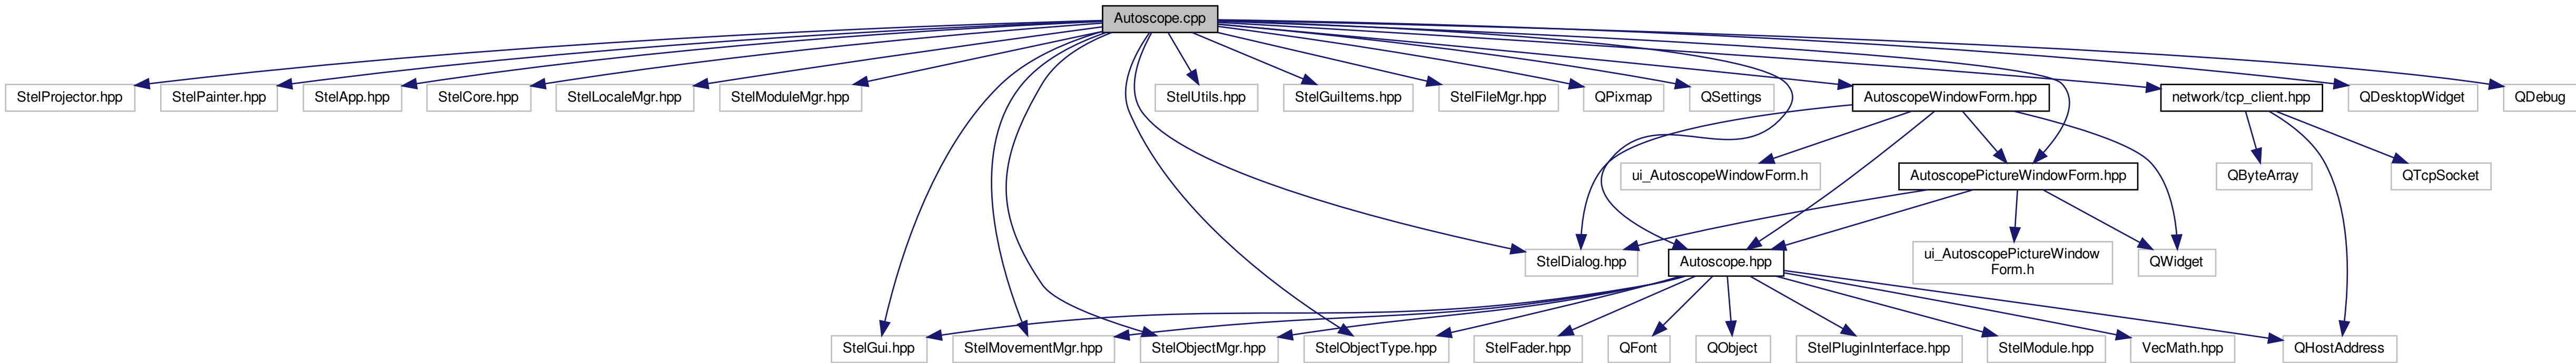 Autoscope.cpp
StelProjector.hpp
StelPainter.hpp
StelApp.hpp
StelCore.hpp
StelLocaleMgr.hpp
StelModuleMgr.hpp
StelUtils.hpp
StelGuiItems.hpp
StelFileMgr.hpp
QPixmap
QSettings
AutoscopeWindowForm.hpp
network/tcp_client.hpp
QDesktopWidget
QDebug
ui_AutoscopeWindowForm.h
AutoscopePictureWindowForm.hpp
QByteArray
QTcpSocket
StelDialog.hpp
Autoscope.hpp
ui_AutoscopePictureWindow
Form.h
QWidget
StelGui.hpp
StelMovementMgr.hpp
StelObjectMgr.hpp
StelObjectType.hpp
StelFader.hpp
QFont
QObject
StelPluginInterface.hpp
StelModule.hpp
VecMath.hpp
QHostAddress